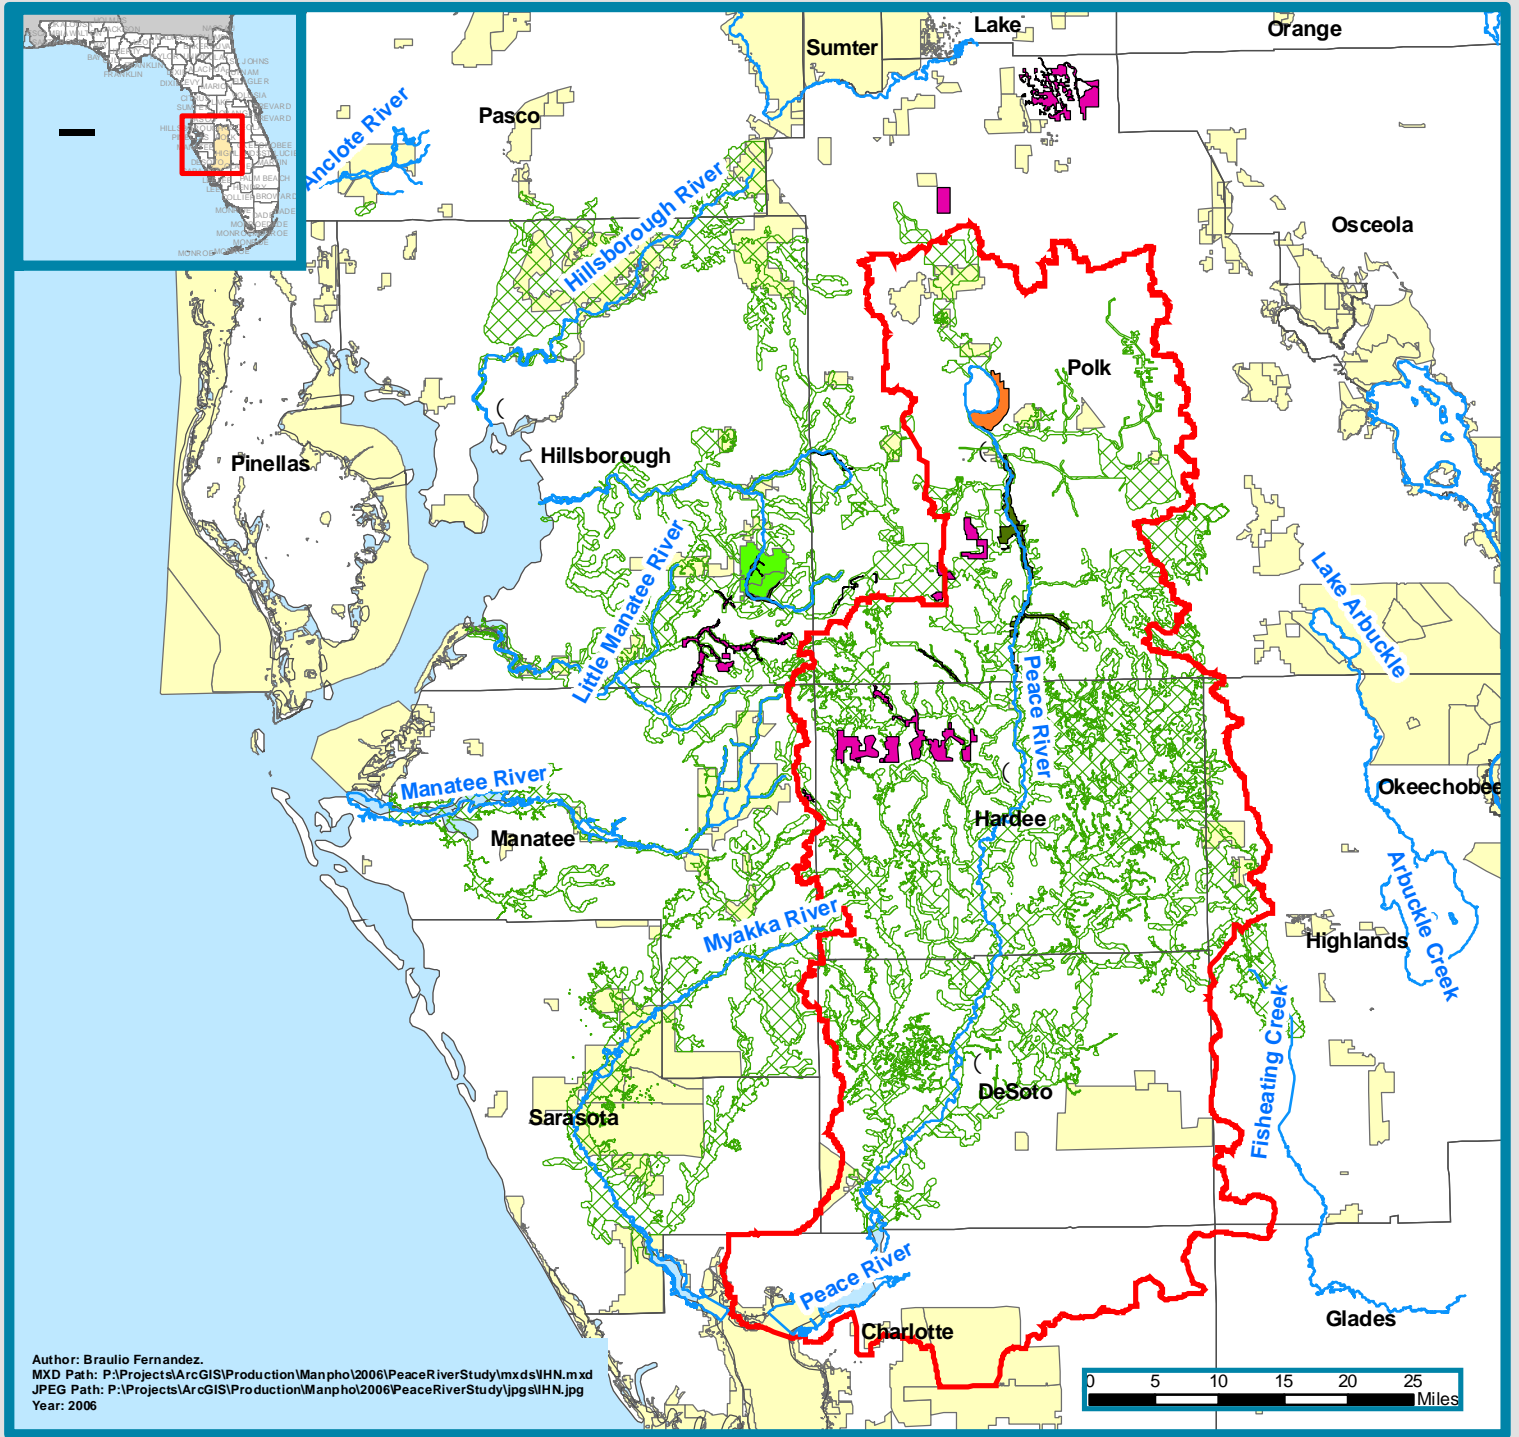 Lake
Orange
Sumter
Pasco
Anclote River
Hillsborough River
Osceola
Polk
Hillsborough
Pinellas
Little Manatee River
Lake Arbuckle
Peace River
Manatee River
Okeechobee
Hardee
Manatee
Myakka River
Arbuckle Creek
Highlands
Fisheating Creek
DeSoto
Sarasota
Peace River
Charlotte
Glades
Author: Braulio Fernandez.
MXD Path: P:\Projects\ArcGIS\Production\Manpho\2006\PeaceRiverStudy\mxds\IHN.mxd
JPEG Path: P:\Projects\ArcGIS\Production\Manpho\2006\PeaceRiverStudy\jpgs\IHN.jpg
Year: 2006
0 5 10 15 20 25
Miles